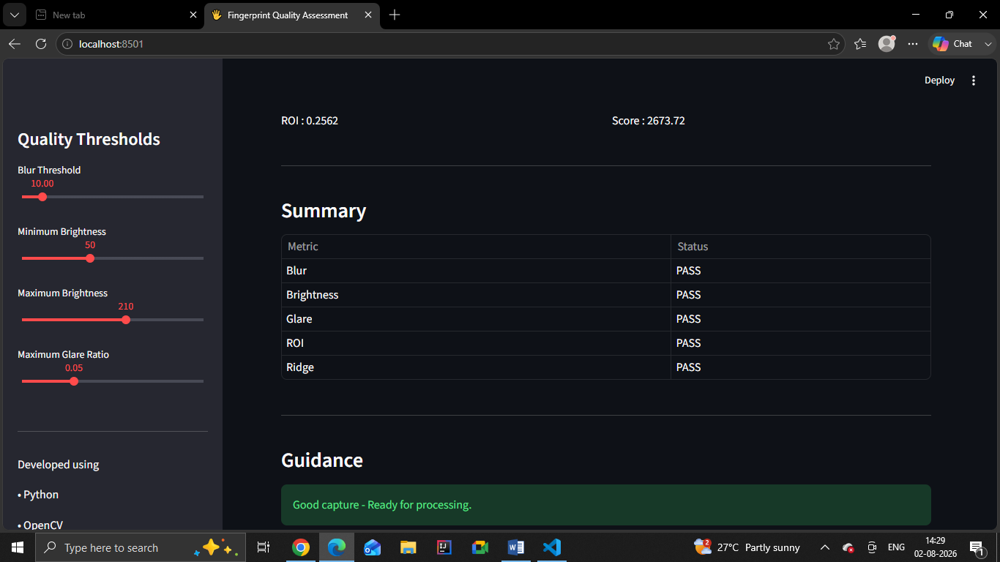 New tab
Fingerprint Quality Assessment
localhost:8501
Chat
Deploy
Quality Thresholds
Blur Threshold
10.00
Minimum Brightness
50
Maximum Brightness
210
Maximum Glare Ratio
0.05
Developed using
• Python
• OpenCV
ROI : 0.2562
Score : 2673.72
Summary
Metric Status
Blur PASS
Brightness PASS
Glare PASS
ROI PASS
Ridge PASS
Guidance
Good capture - Ready for processing.
Type here to search
IJ
W
2
27°C Partly sunny
ENG
14:29
02-08-2026
1